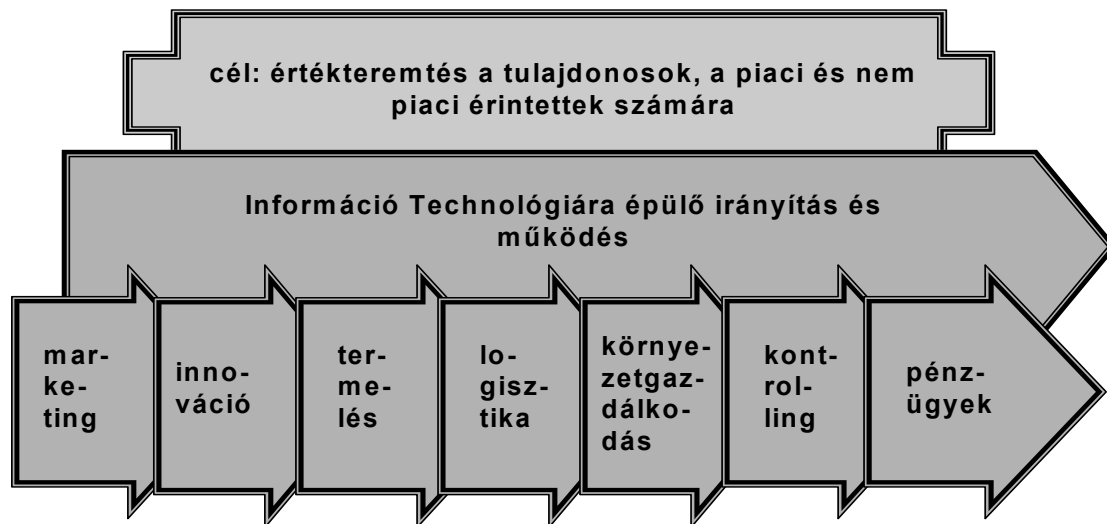 cél: értékteremtés a tulajdonosok, a piaci és nem
piaci érintettek számára
Információ Technológiára épülő irányítás és
működés
mar-
ke-
ting
inno-
váció
ter-
me-
lés
lo-
gisz-
tika
környe-
zetgaz-
dálko-
dás
kont-
rol-
ling
pénz-
ügyek